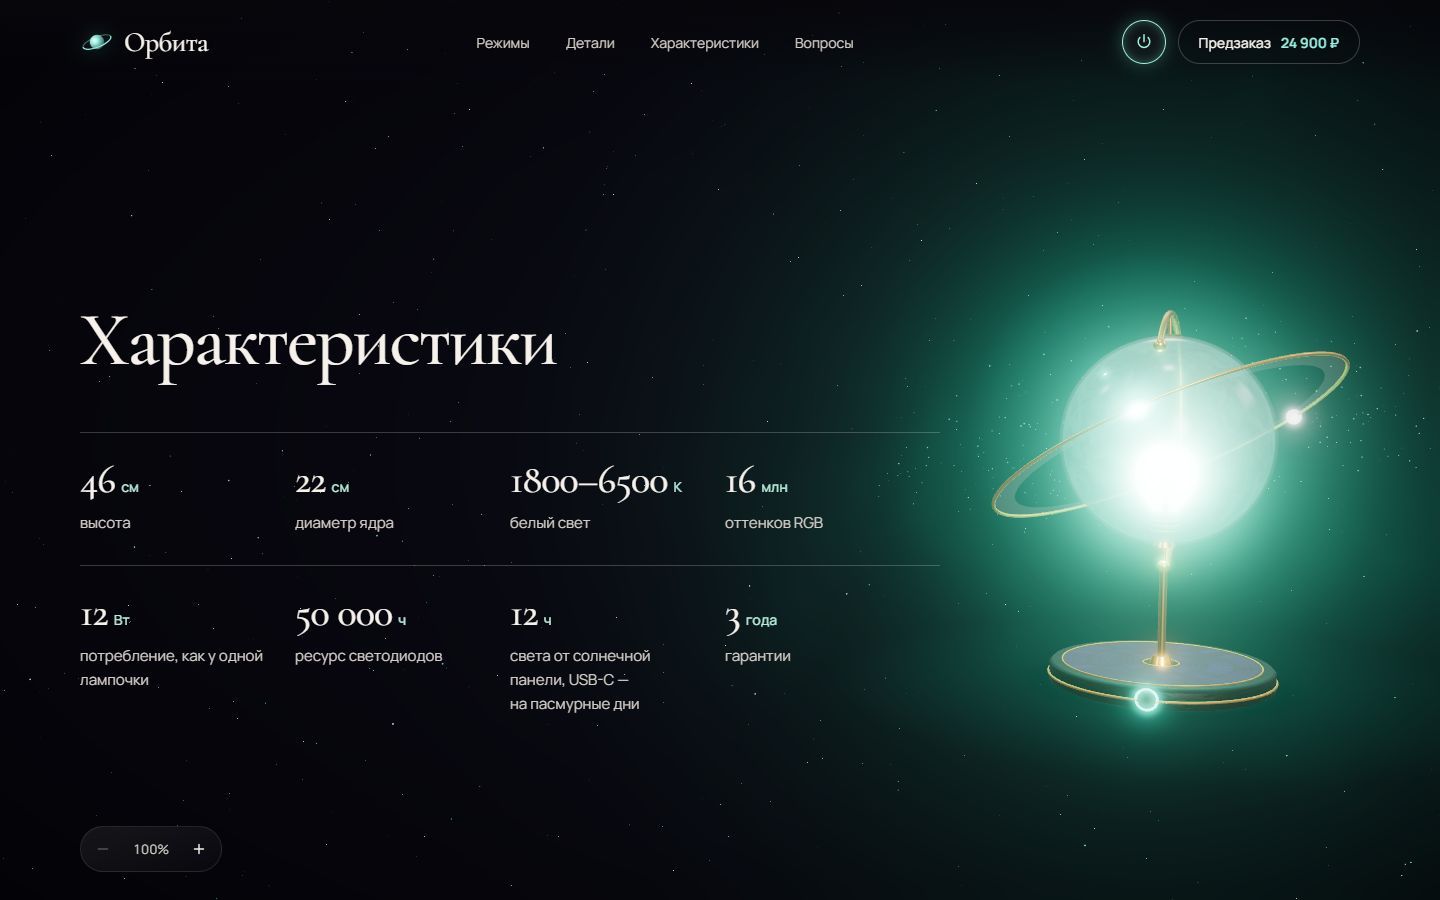 Орбита
Режимы
Детали
Характеристики
Вопросы
Предзаказ 24 900 ₽
Характеристики
46 см
высота
22 см
диаметр ядра
1800–6500 К
белый свет
16 млн
оттенков RGB
12 Вт
потребление, как у одной
лампочки
50 000 ч
ресурс светодиодов
12 ч
света от солнечной
панели, USB-C —
на пасмурные дни
3 года
гарантии
− 100% +